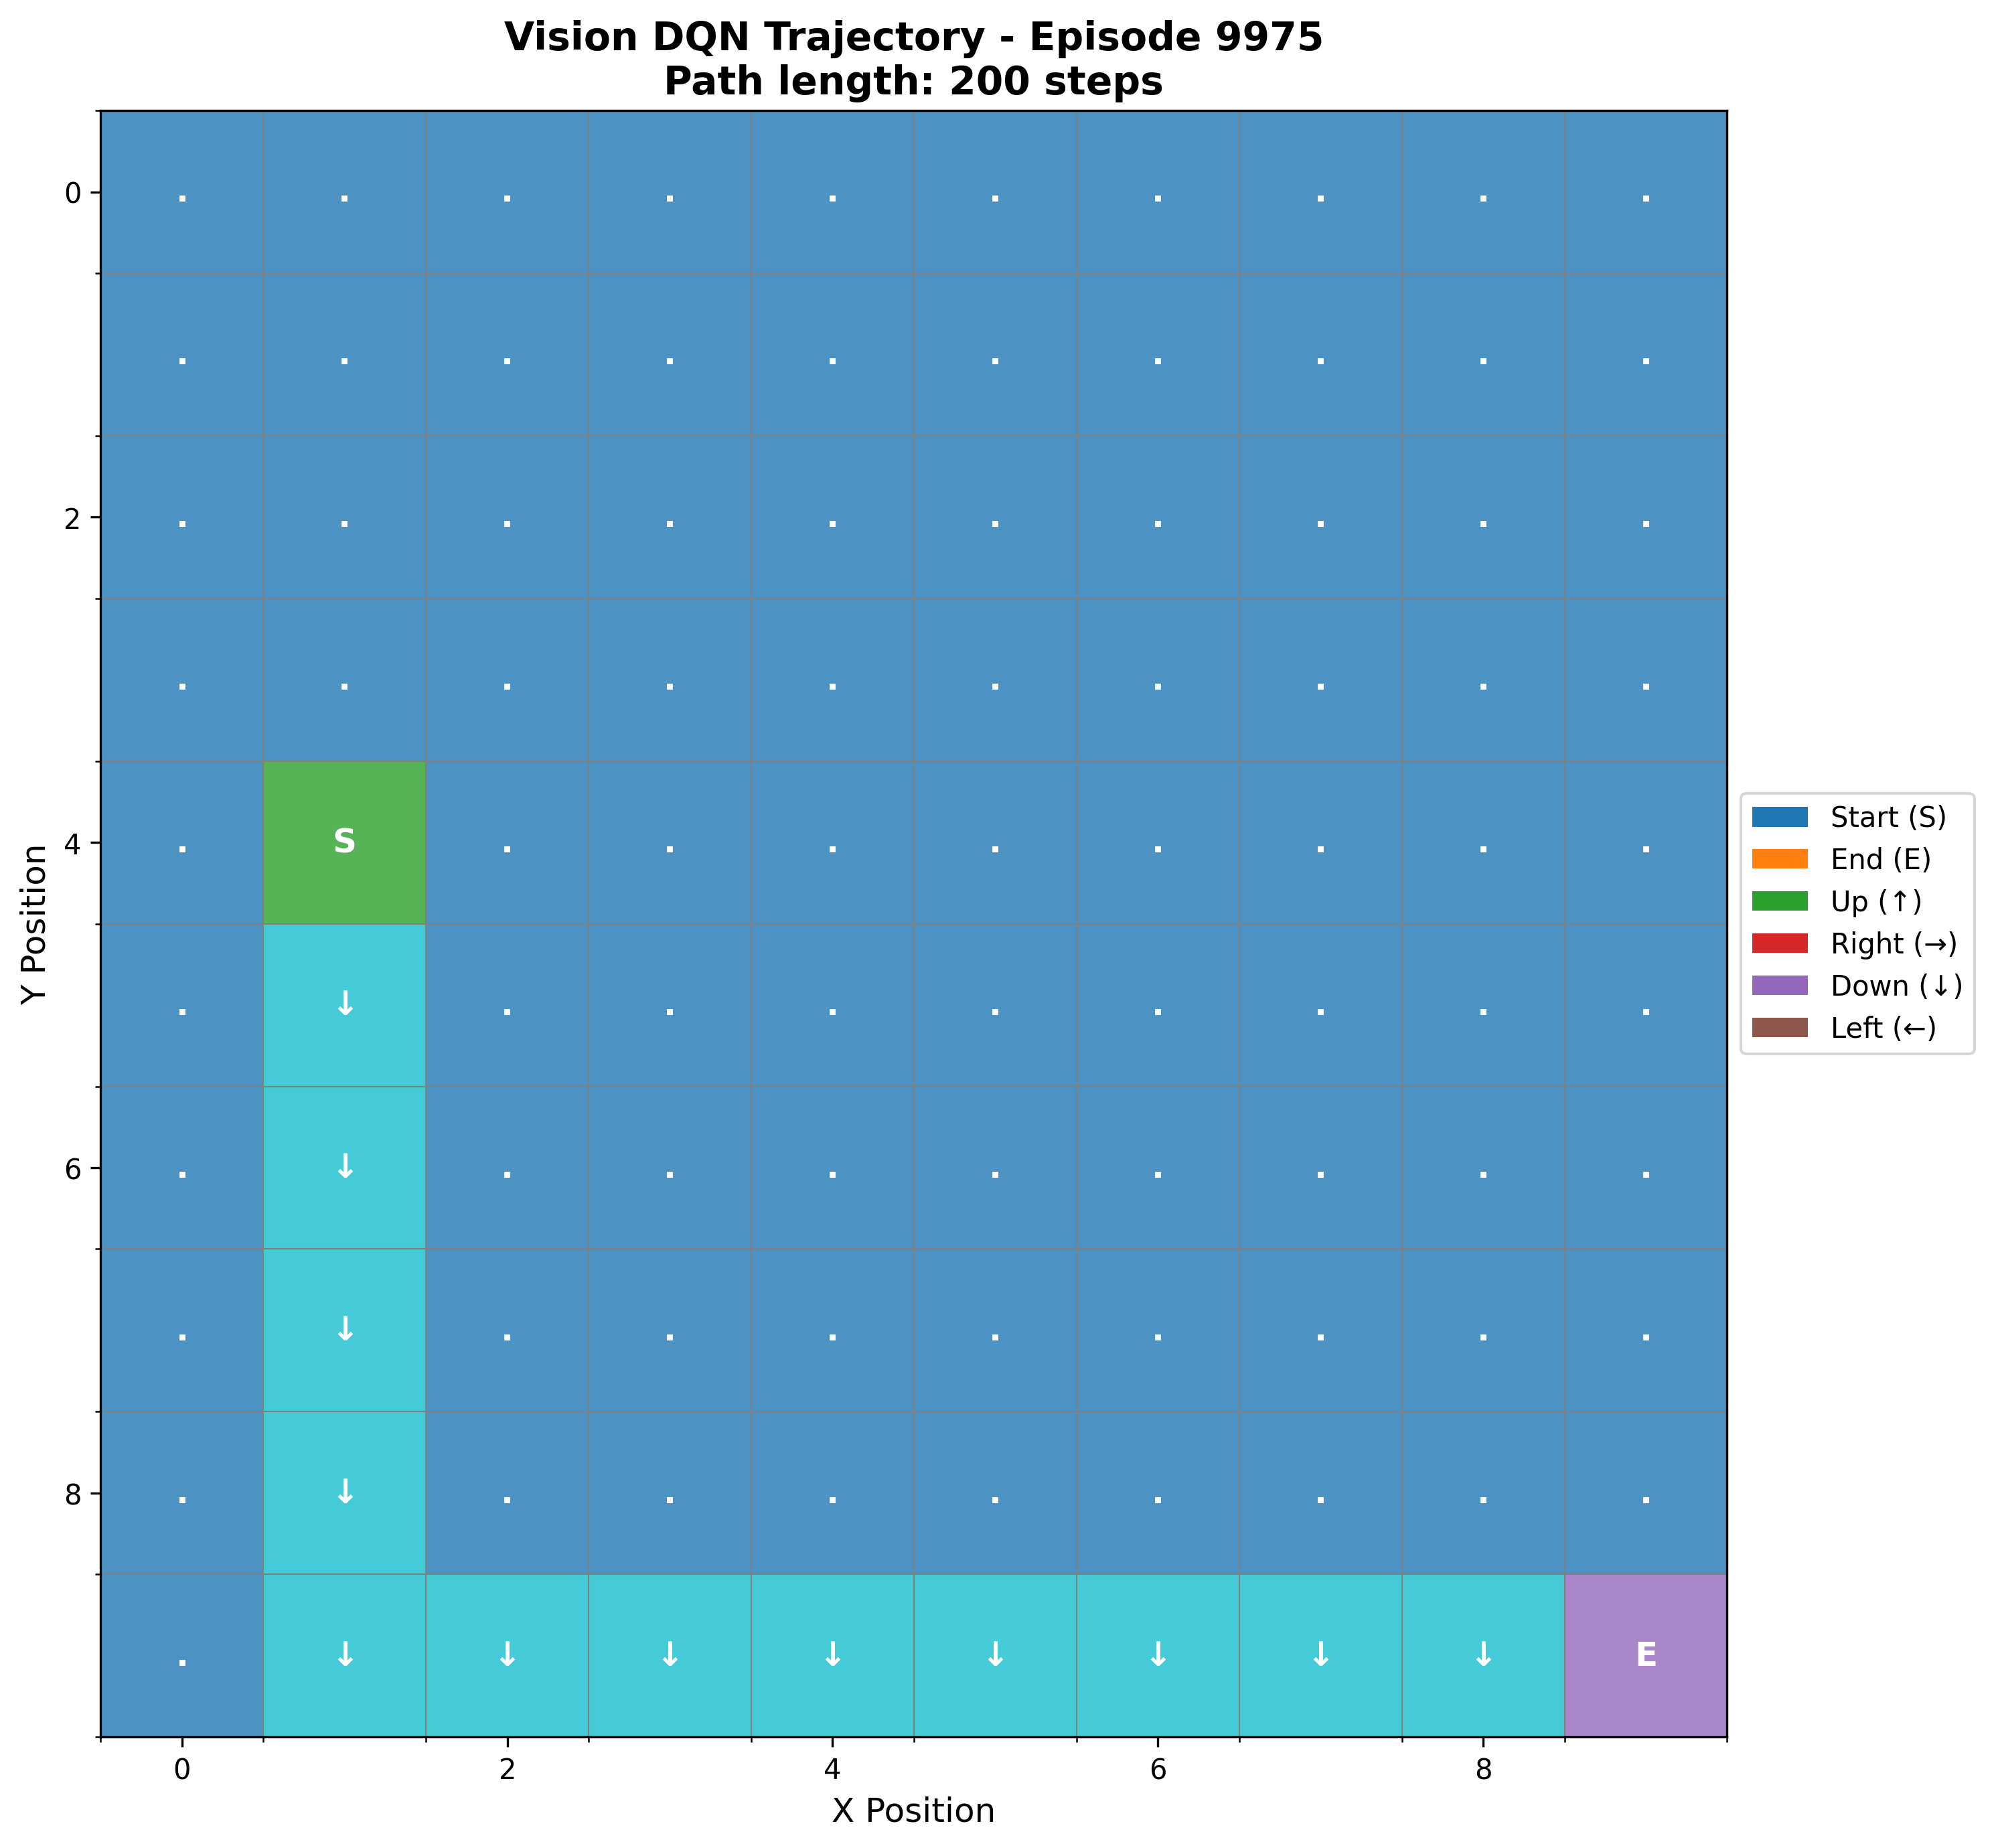 Vision DQN Trajectory - Episode 9975
Path length: 200 steps
0 . . . . . . . . . .
. . . . . . . . . .
2 . . . . . . . . . .
. . . . . . . . . .
4 . S . . . . . . . .
. ↓ . . . . . . . .
6 . ↓ . . . . . . . .
. ↓ . . . . . . . .
8 . ↓ . . . . . . . .
. ↓ ↓ ↓ ↓ ↓ ↓ ↓ ↓ E
0 2 4 6 8
X Position
Y Position
Start (S)
End (E)
Up (↑)
Right (→)
Down (↓)
Left (←)